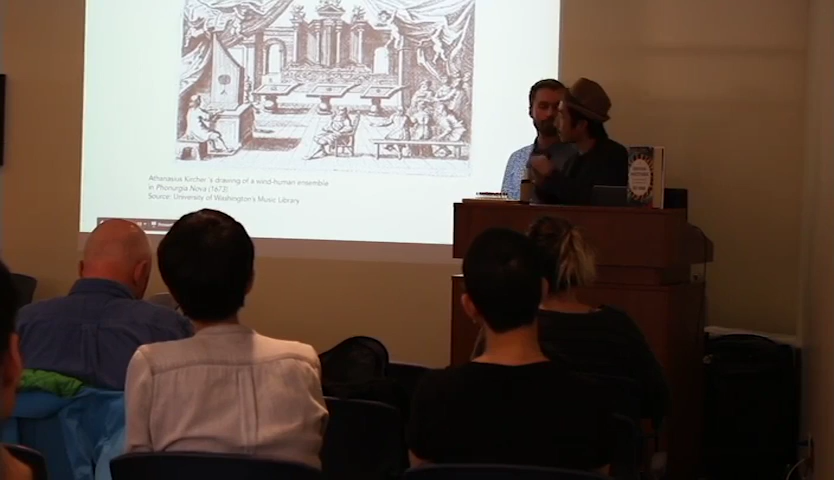 Athanasius Kircher 's drawing of a wind-human ensemble
in Phonurgia Nova (1673)
Source: University of Washington's Music Library